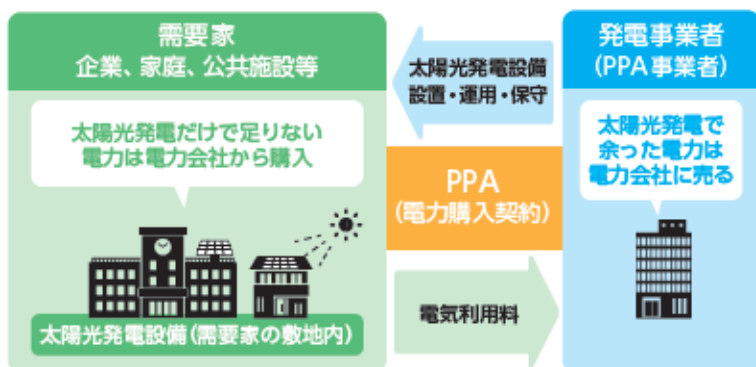 需要家
企業、家庭、公共施設等
太陽光発電だけで足りない
電力は電力会社から購入
太陽光発電設備(需要家の敷地内)
太陽光発電設備
設置・運用・保守
PPA
(電力購入契約)
電気利用料
発電事業者
(PPA事業者)
太陽光発電で
余った電力は
電力会社に売る